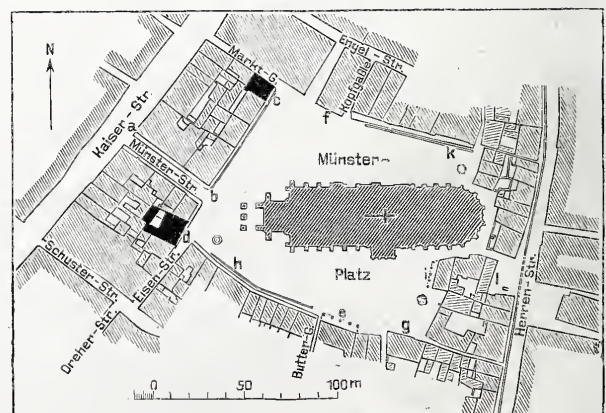 N
Kaiser-Str.
Markt-G.
Engel-Str.
Kopfgäßle
a
c
f
k
Münster-Str.
Münster-
b
d
Platz
h
e
g
l
Schuster-Str.
Eisen-Str.
Dreher-Str.
Butter-G.
Herren-Str.
0 50 100 m